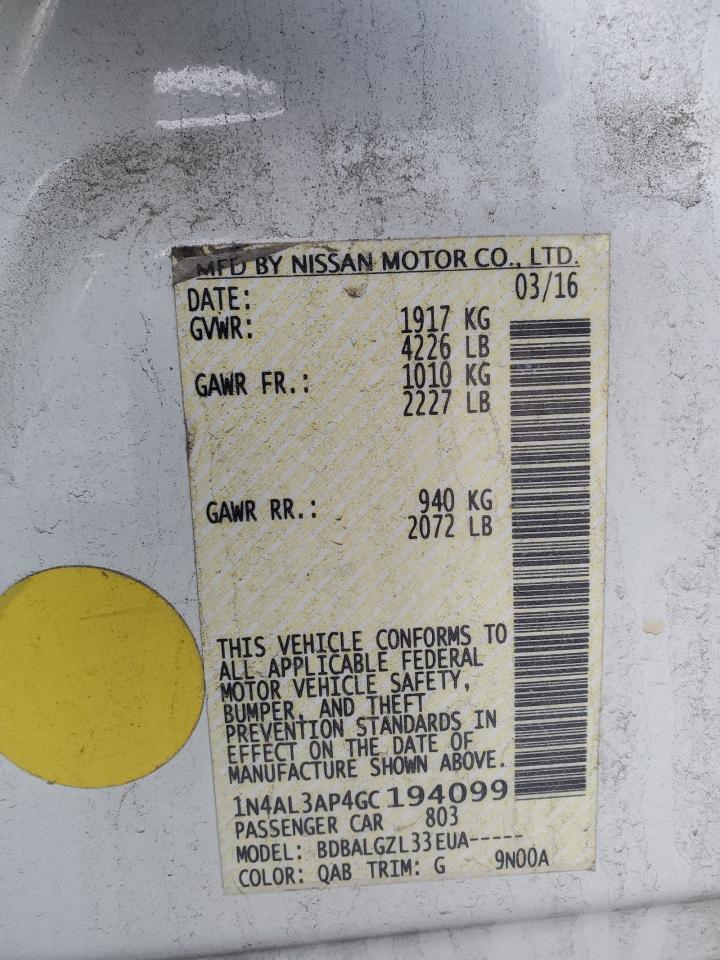 MFD BY NISSAN MOTOR CO., LTD.
DATE: 03/16
GVWR: 1917 KG
4226 LB
GAWR FR.: 1010 KG
2227 LB
GAWR RR.: 940 KG
2072 LB
THIS VEHICLE CONFORMS TO
ALL APPLICABLE FEDERAL
MOTOR VEHICLE SAFETY,
BUMPER, AND THEFT
PREVENTION STANDARDS IN
EFFECT ON THE DATE OF
MANUFACTURE SHOWN ABOVE.
1N4AL3AP4GC194099
PASSENGER CAR 803
MODEL: BDBALGZL33EUA-----
COLOR: QAB TRIM: G 9N00A